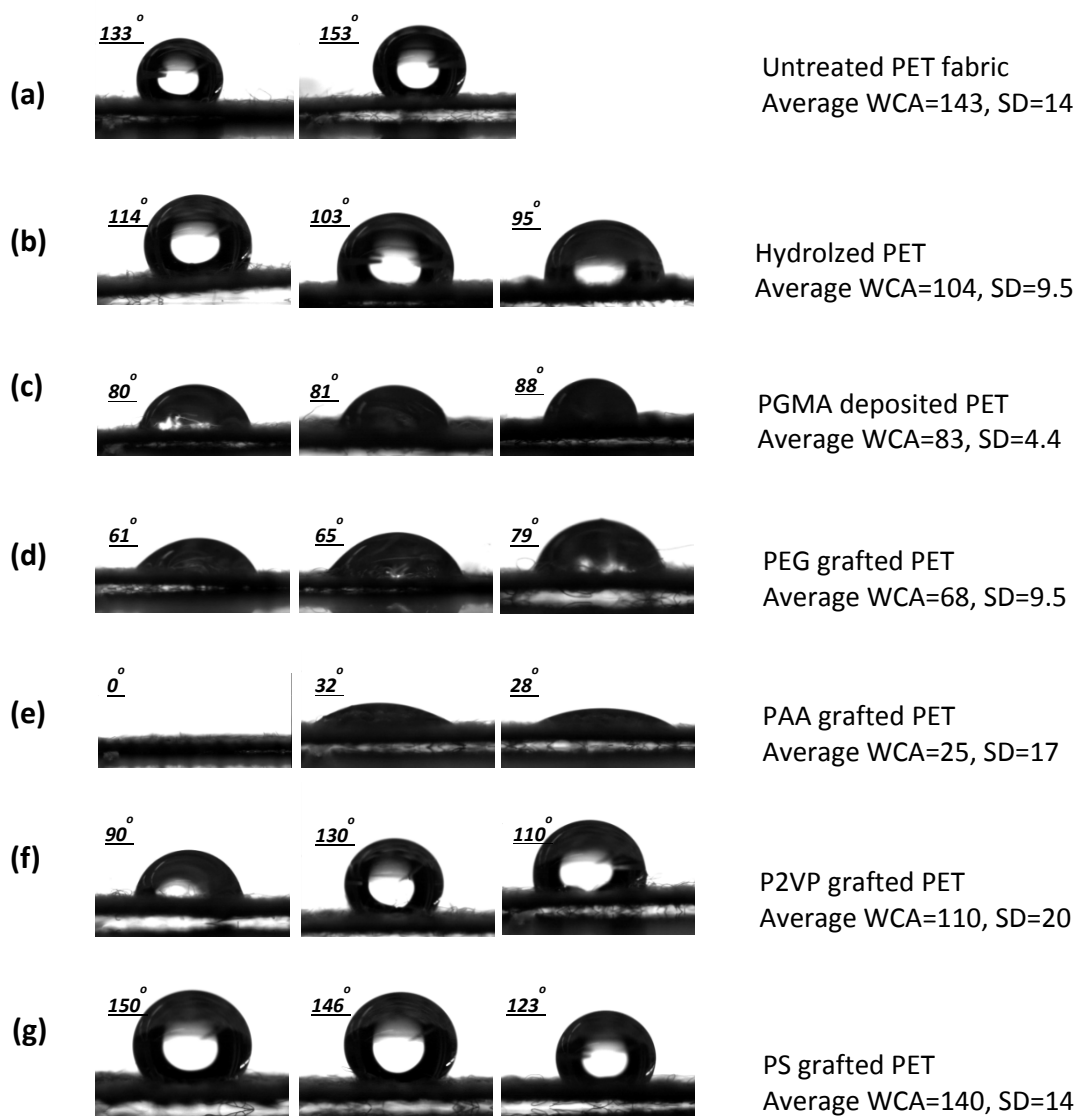 (a)
133°
153°
Untreated PET fabric
Average WCA=143, SD=14
(b)
114°
103°
95°
Hydrolzed PET
Average WCA=104, SD=9.5
(c)
80°
81°
88°
PGMA deposited PET
Average WCA=83, SD=4.4
(d)
61°
65°
79°
PEG grafted PET
Average WCA=68, SD=9.5
(e)
0°
32°
28°
PAA grafted PET
Average WCA=25, SD=17
(f)
90°
130°
110°
P2VP grafted PET
Average WCA=110, SD=20
(g)
150°
146°
123°
PS grafted PET
Average WCA=140, SD=14